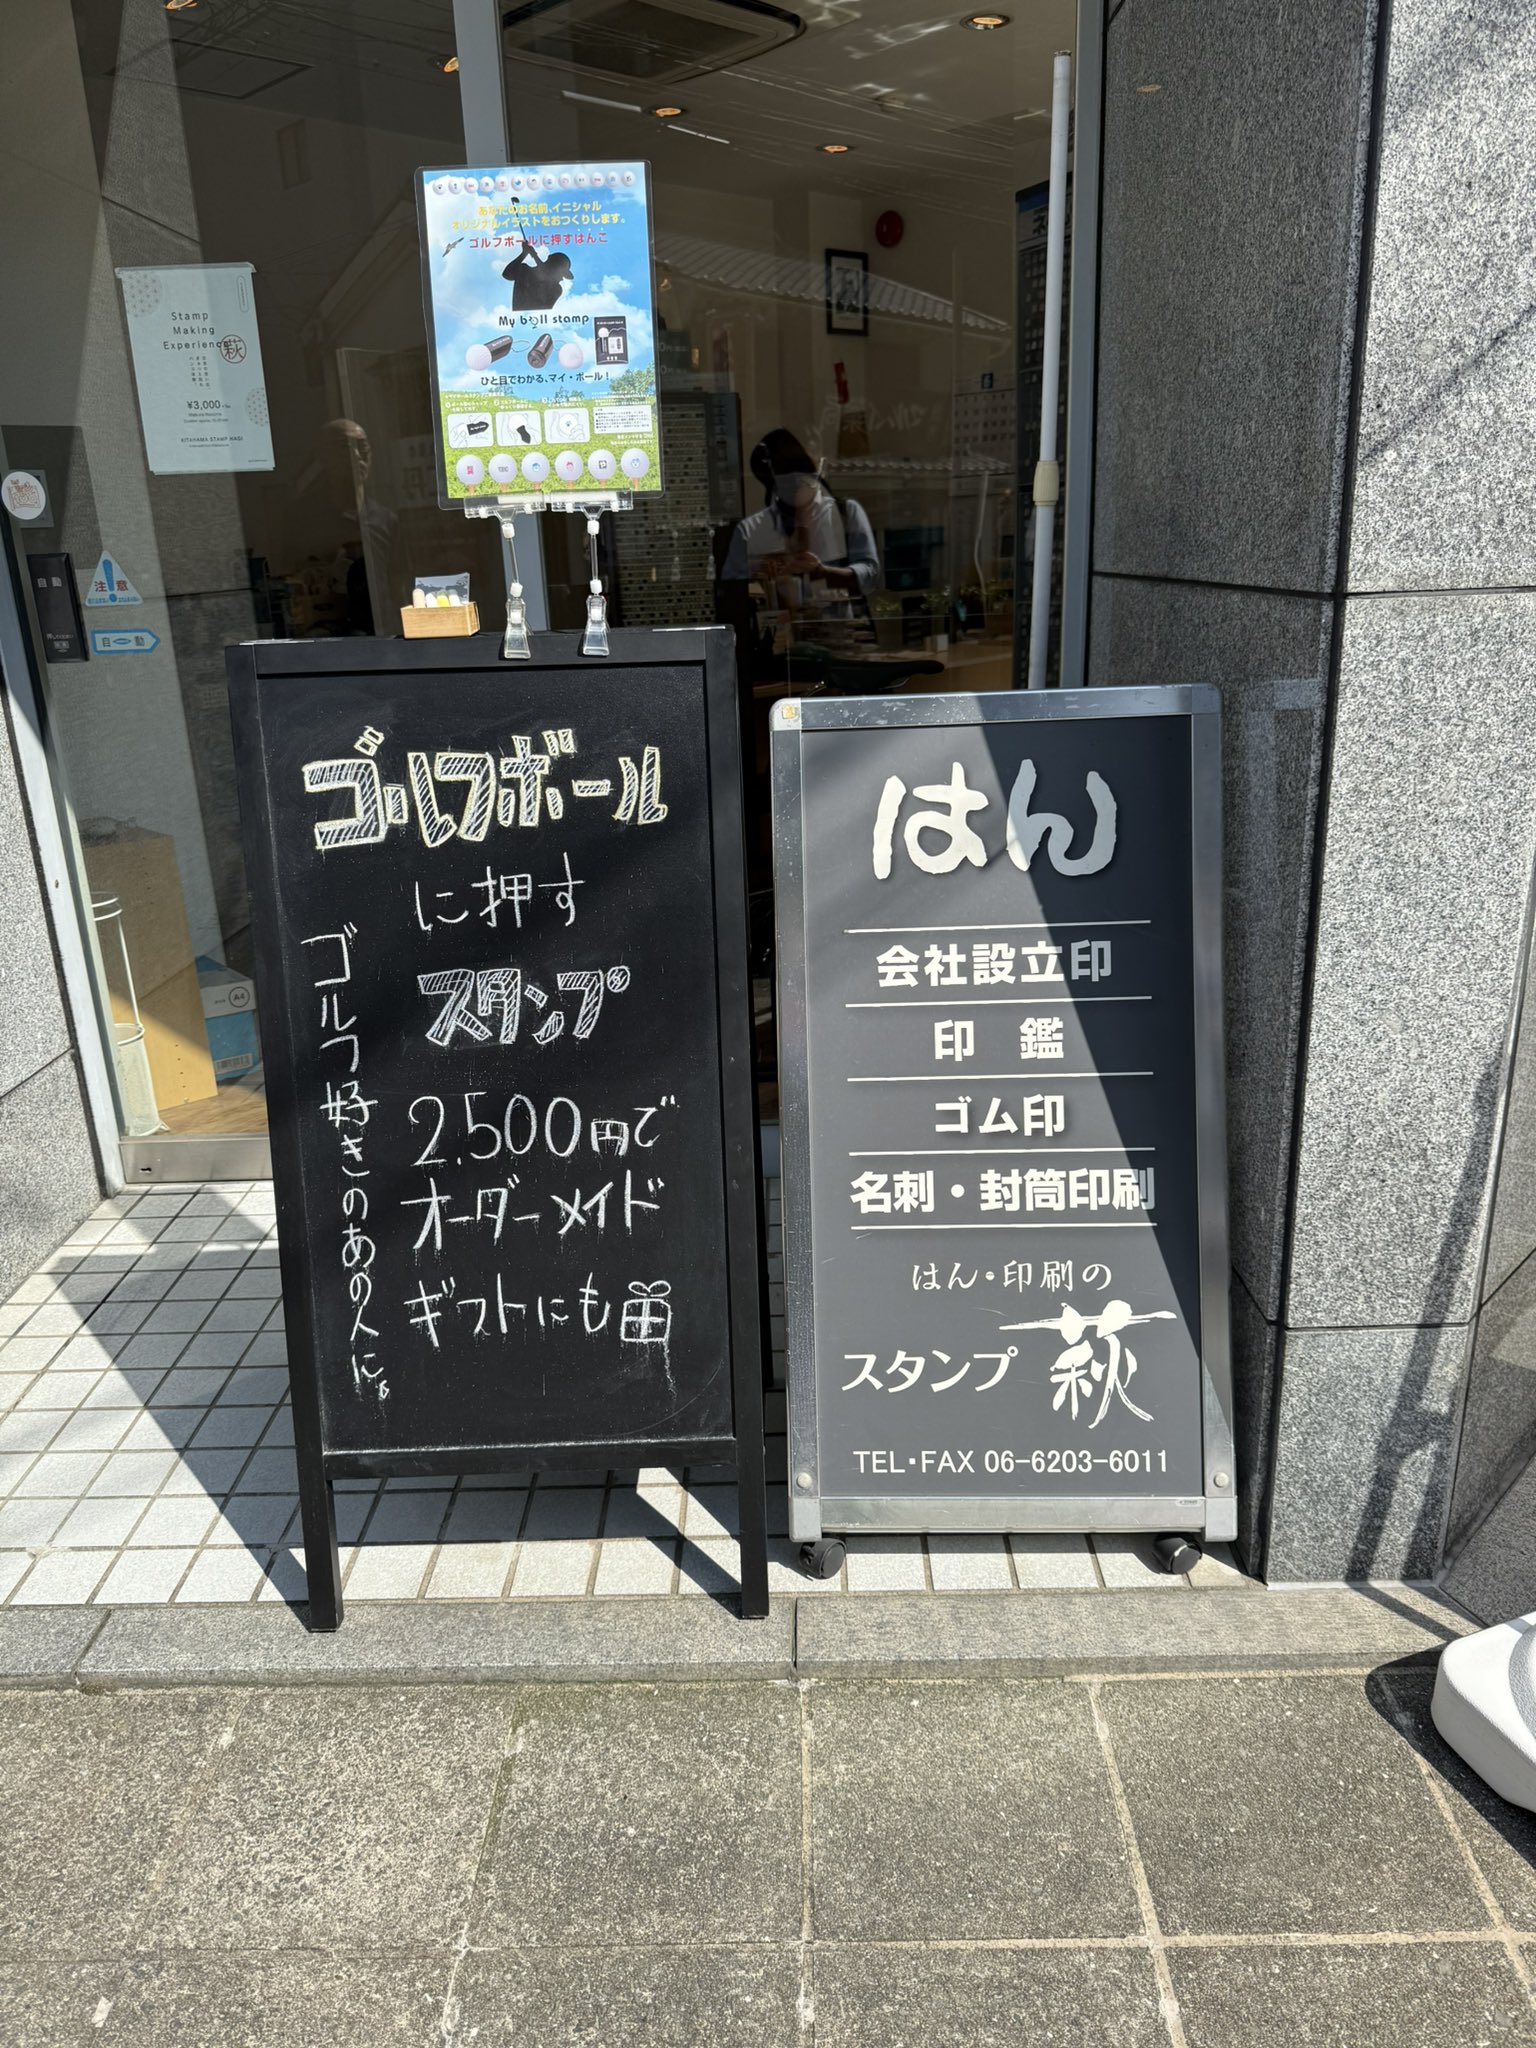 あなたのお名前、イニシャル
オリジナルイラストをおつくりします。
ゴルフボールに押すはんこ
My ball stamp
ひと目でわかる、マイ・ボール！
Stamp
Making
Experience
萩
¥3,000
KITAHAMA STAMP HAGI
自動
注意
自動
A4
ゴルフボール
に押す
スタンプ
2,500円で
オーダーメイド
ギフトにも
ゴルフ好きのあの人に。
はん
会社設立印
印 鑑
ゴム印
名刺・封筒印刷
はん・印刷の
スタンプ 萩
TEL・FAX 06-6203-6011